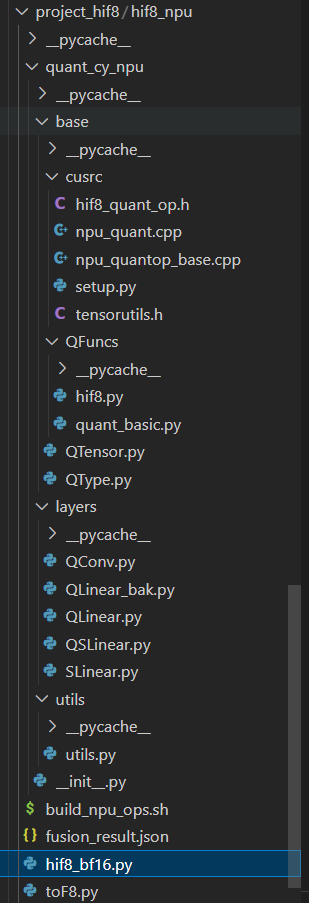 project_hif8 / hif8_npu
__pycache__
quant_cy_npu
__pycache__
base
__pycache__
cusrc
C hif8_quant_op.h
C++ npu_quant.cpp
C++ npu_quantop_base.cpp
setup.py
C tensorutils.h
QFuncs
__pycache__
hif8.py
quant_basic.py
QTensor.py
QType.py
layers
__pycache__
QConv.py
QLinear_bak.py
QLinear.py
QSLinear.py
SLinear.py
utils
__pycache__
utils.py
__init__.py
$ build_npu_ops.sh
{} fusion_result.json
hif8_bf16.py
toF8.py